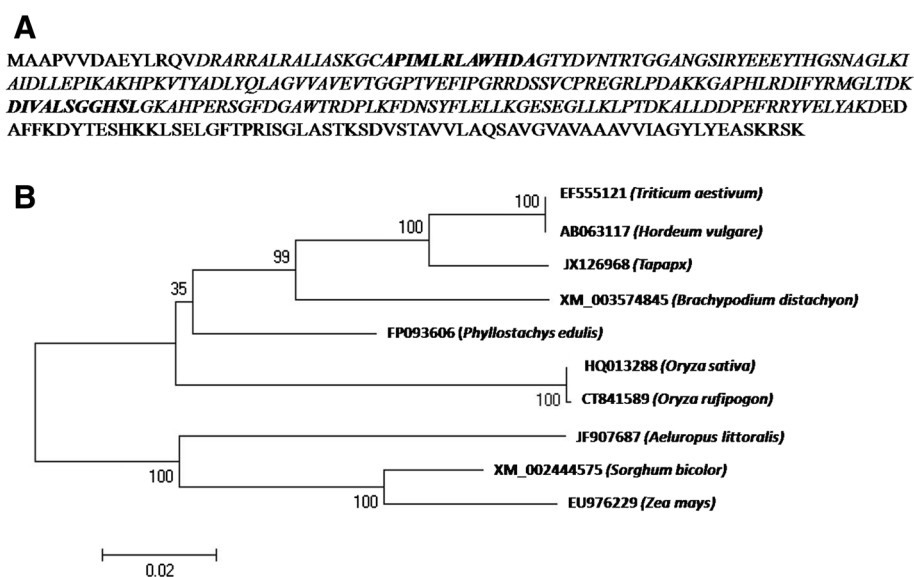 A
MAAPVVDAEYLRQVDRARRALRALIASKGCAPIMLRLAWHDAGTYDVNTRTGGANGSIRYEEEYTHGSNAGLKI
AIDLLEPIKAKHPKVTYADLYQLAGVVAVEVTGGPTVEFIPGRRDSSVCPREGRLPDAKKGAPHLRDIFYRMGLTDK
DIVALSGGHSLGKAHPERSGFDGAWTRDPLKFDNSYFLELLKGESEGLLKLPTDKALLDDPEFRRYVELYAKDED
AFFKDYTESHKKLSELGFTPRISGLASTKSDVSTAVVLAQSAVGVAVAAAVVIAGYLYEASKRSK
B
100 EF555121 (Triticum aestivum)
100 AB063117 (Hordeum vulgare)
99 JX126968 (Tapapx)
35 XM_003574845 (Brachypodium distachyon)
FP093606 (Phyllostachys edulis)
HQ013288 (Oryza sativa)
100 CT841589 (Oryza rufipogon)
JF907687 (Aeluropus littoralis)
100 XM_002444575 (Sorghum bicolor)
100 EU976229 (Zea mays)
0.02